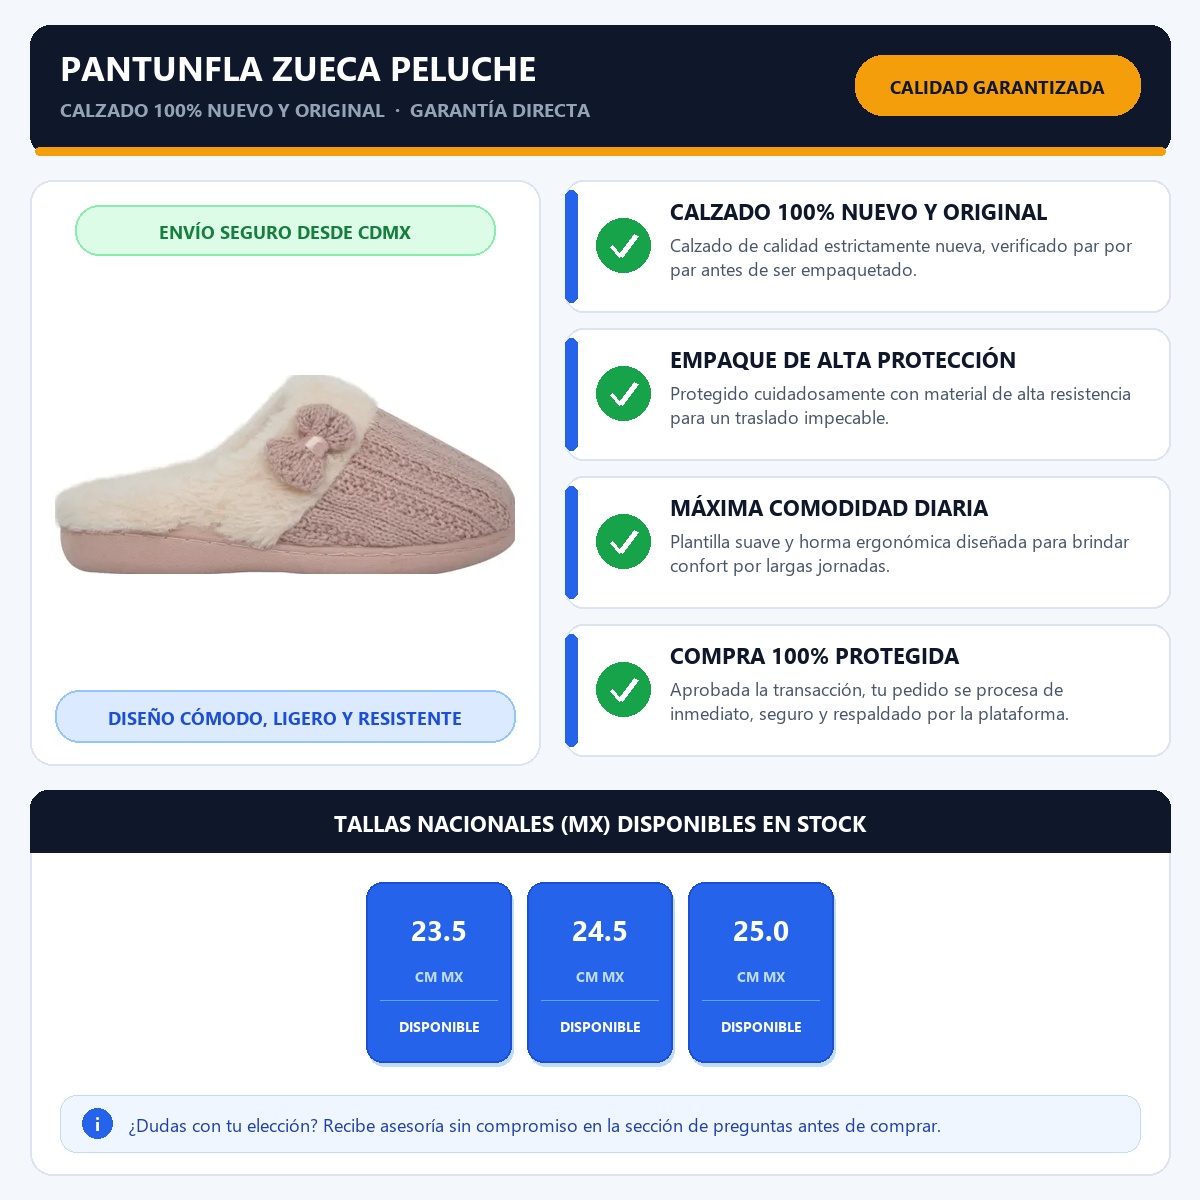 PANTUNFLA ZUECA PELUCHE
CALZADO 100% NUEVO Y ORIGINAL · GARANTÍA DIRECTA
CALIDAD GARANTIZADA
ENVÍO SEGURO DESDE CDMX
DISEÑO CÓMODO, LIGERO Y RESISTENTE
CALZADO 100% NUEVO Y ORIGINAL
Calzado de calidad estrictamente nueva, verificado par por
par antes de ser empaquetado.
EMPAQUE DE ALTA PROTECCIÓN
Protegido cuidadosamente con material de alta resistencia
para un traslado impecable.
MÁXIMA COMODIDAD DIARIA
Plantilla suave y horma ergonómica diseñada para brindar
confort por largas jornadas.
COMPRA 100% PROTEGIDA
Aprobada la transacción, tu pedido se procesa de
inmediato, seguro y respaldado por la plataforma.
TALLAS NACIONALES (MX) DISPONIBLES EN STOCK
23.5
CM MX
DISPONIBLE
24.5
CM MX
DISPONIBLE
25.0
CM MX
DISPONIBLE
¿Dudas con tu elección? Recibe asesoría sin compromiso en la sección de preguntas antes de comprar.